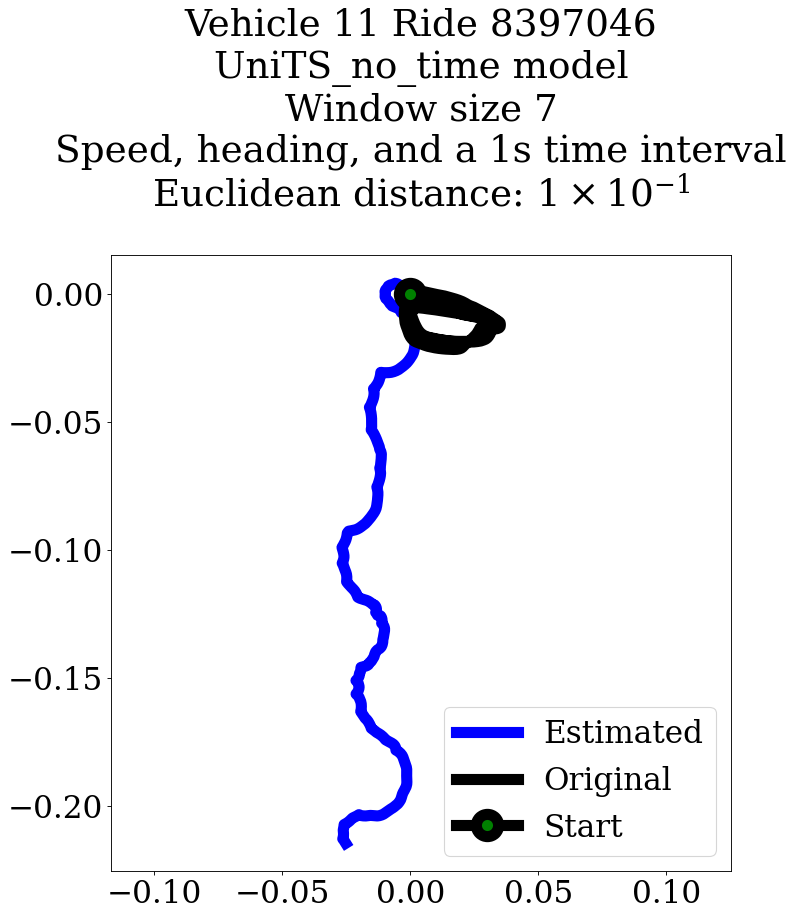 Vehicle 11 Ride 8397046
UniTS_no_time model
Window size 7
Speed, heading, and a 1s time interval
Euclidean distance: 1 × 10⁻¹
0.00
−0.05
−0.10
−0.15
−0.20
Estimated
Original
Start
−0.10 −0.05 0.00 0.05 0.10